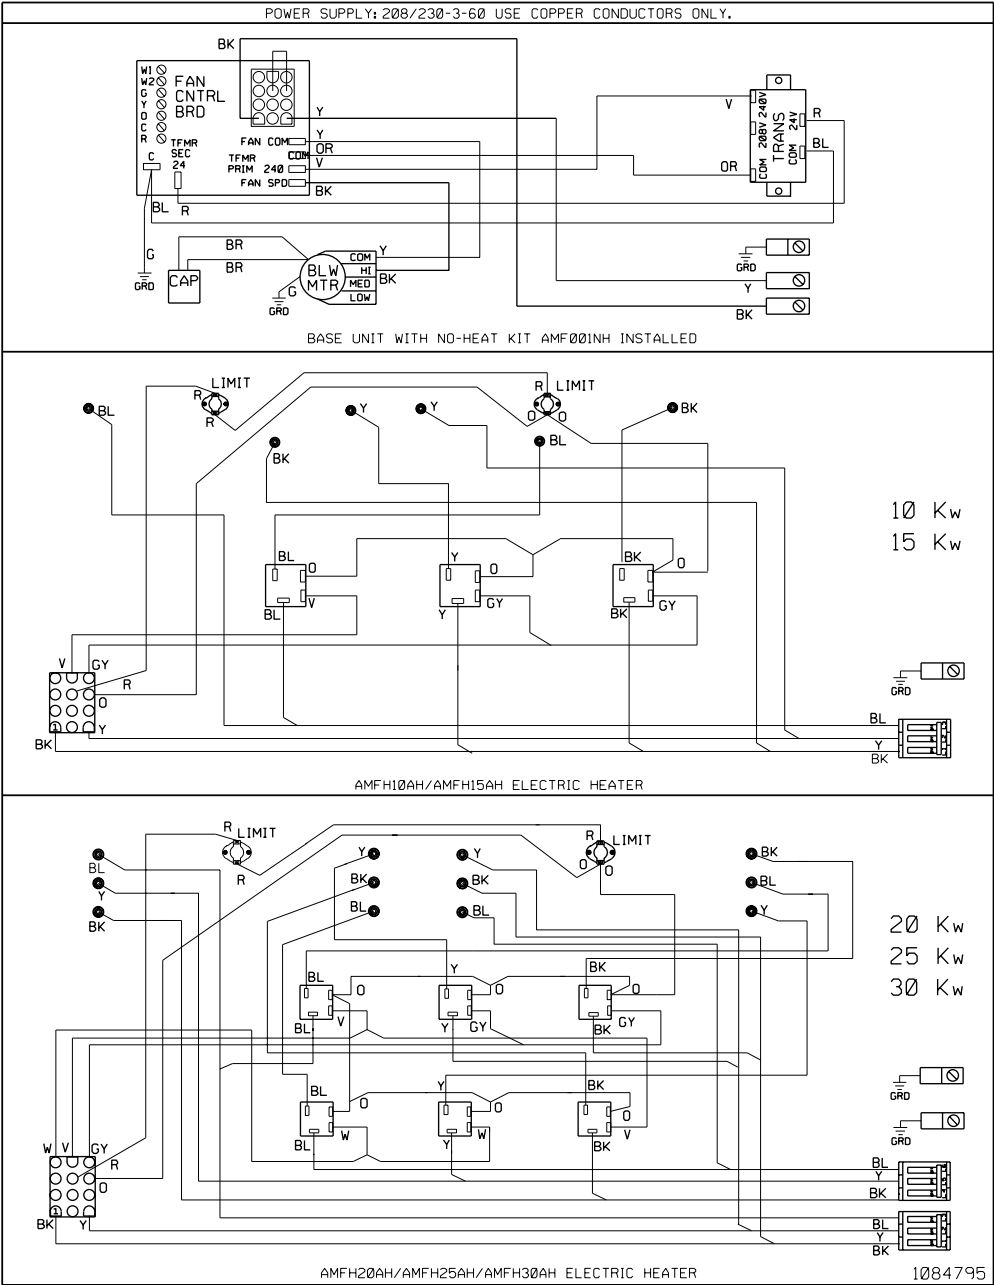 POWER SUPPLY: 208/230-3-60 USE COPPER CONDUCTORS ONLY.
BK
W1
W2
G
Y
O
C
R
FAN
CNTRL
BRD
TFMR
SEC
24
C
FAN COM
TFMR COM
PRIM 240
FAN SPD
Y
Y
OR
V
BK
V
OR
COM 208V 240V
TRANS
COM 24V
R
BL
BL
R
G
GRD
BR
BR
CAP
BLW
MTR
G
GRD
COM
HI
MED
LOW
Y
BK
GRD
Y
BK
BASE UNIT WITH NO-HEAT KIT AMF001NH INSTALLED
LIMIT
R
R
BL
Y
Y
R
LIMIT
O
O
BK
BK
BL
10 Kw
15 Kw
BL
O
V
BL
Y
O
GY
Y
BK
O
GY
BK
V
GY
R
O
1
Y
BK
GRD
BL
Y
BK
AMFH10AH/AMFH15AH ELECTRIC HEATER
R
LIMIT
R
BL
Y
BK
Y
BK
BL
Y
BK
BL
R
LIMIT
O
O
BK
BL
Y
20 Kw
25 Kw
30 Kw
BL
O
V
BL
Y
O
GY
Y
BK
O
GY
BK
BL
O
W
BL
Y
O
W
Y
BK
O
V
BK
GRD
GRD
W
V
GY
R
O
1
BK
Y
BL
Y
BK
BL
Y
BK
AMFH20AH/AMFH25AH/AMFH30AH ELECTRIC HEATER
1084795